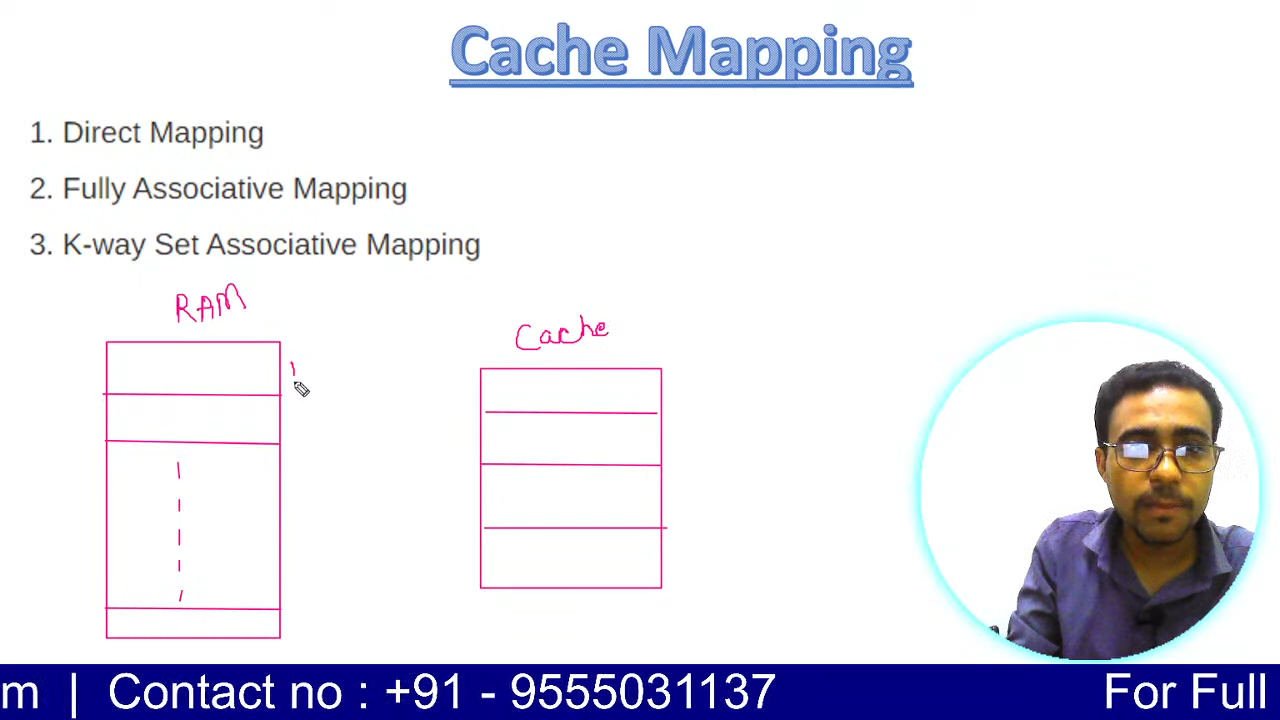 Cache Mapping
1. Direct Mapping
2. Fully Associative Mapping
3. K-way Set Associative Mapping
RAM
Cache
m | Contact no : +91 - 9555031137 For Full